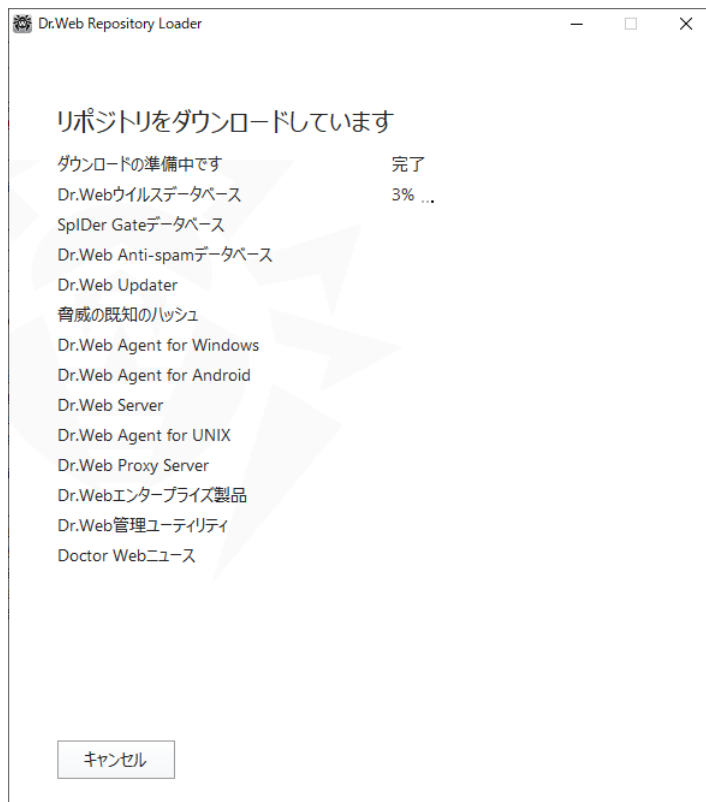 Dr.Web Repository Loader
リポジトリをダウンロードしています
ダウンロードの準備中です 完了
Dr.Webウイルスデータベース 3% ...
SpIDer Gateデータベース
Dr.Web Anti-spamデータベース
Dr.Web Updater
脅威の既知のハッシュ
Dr.Web Agent for Windows
Dr.Web Agent for Android
Dr.Web Server
Dr.Web Agent for UNIX
Dr.Web Proxy Server
Dr.Webエンタープライズ製品
Dr.Web管理ユーティリティ
Doctor Webニュース
キャンセル